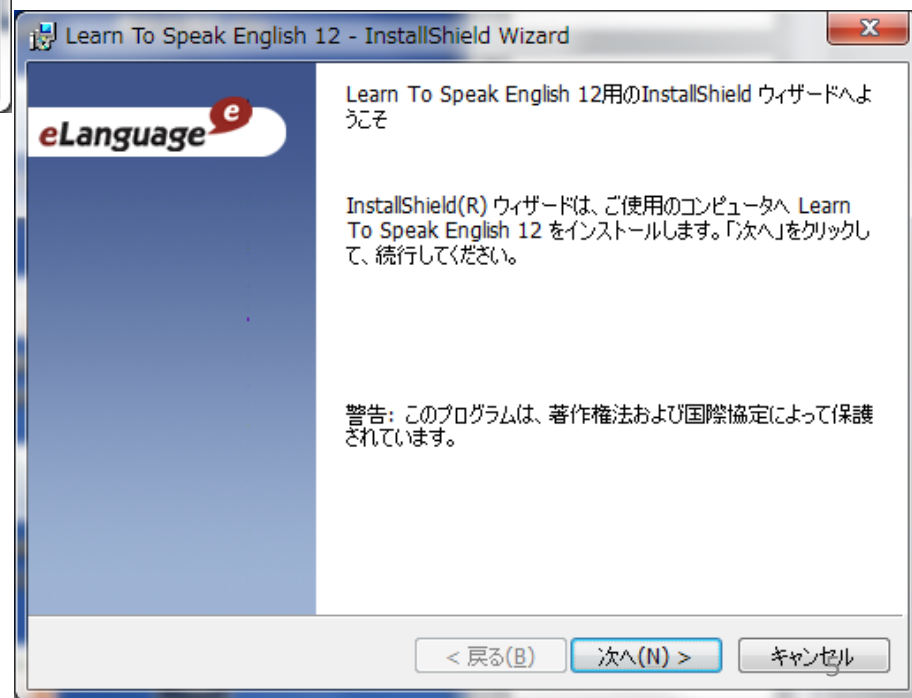 Learn To Speak English 12 - InstallShield Wizard
eLanguage e
Learn To Speak English 12用のInstallShield ウィザードへよ
うこそ
InstallShield(R) ウィザードは、ご使用のコンピュータへ Learn
To Speak English 12 をインストールします。「次へ」をクリックし
て、続行してください。
警告: このプログラムは、著作権法および国際協定によって保護
されています。
< 戻る(B)
次へ(N) >
キャンセル
5